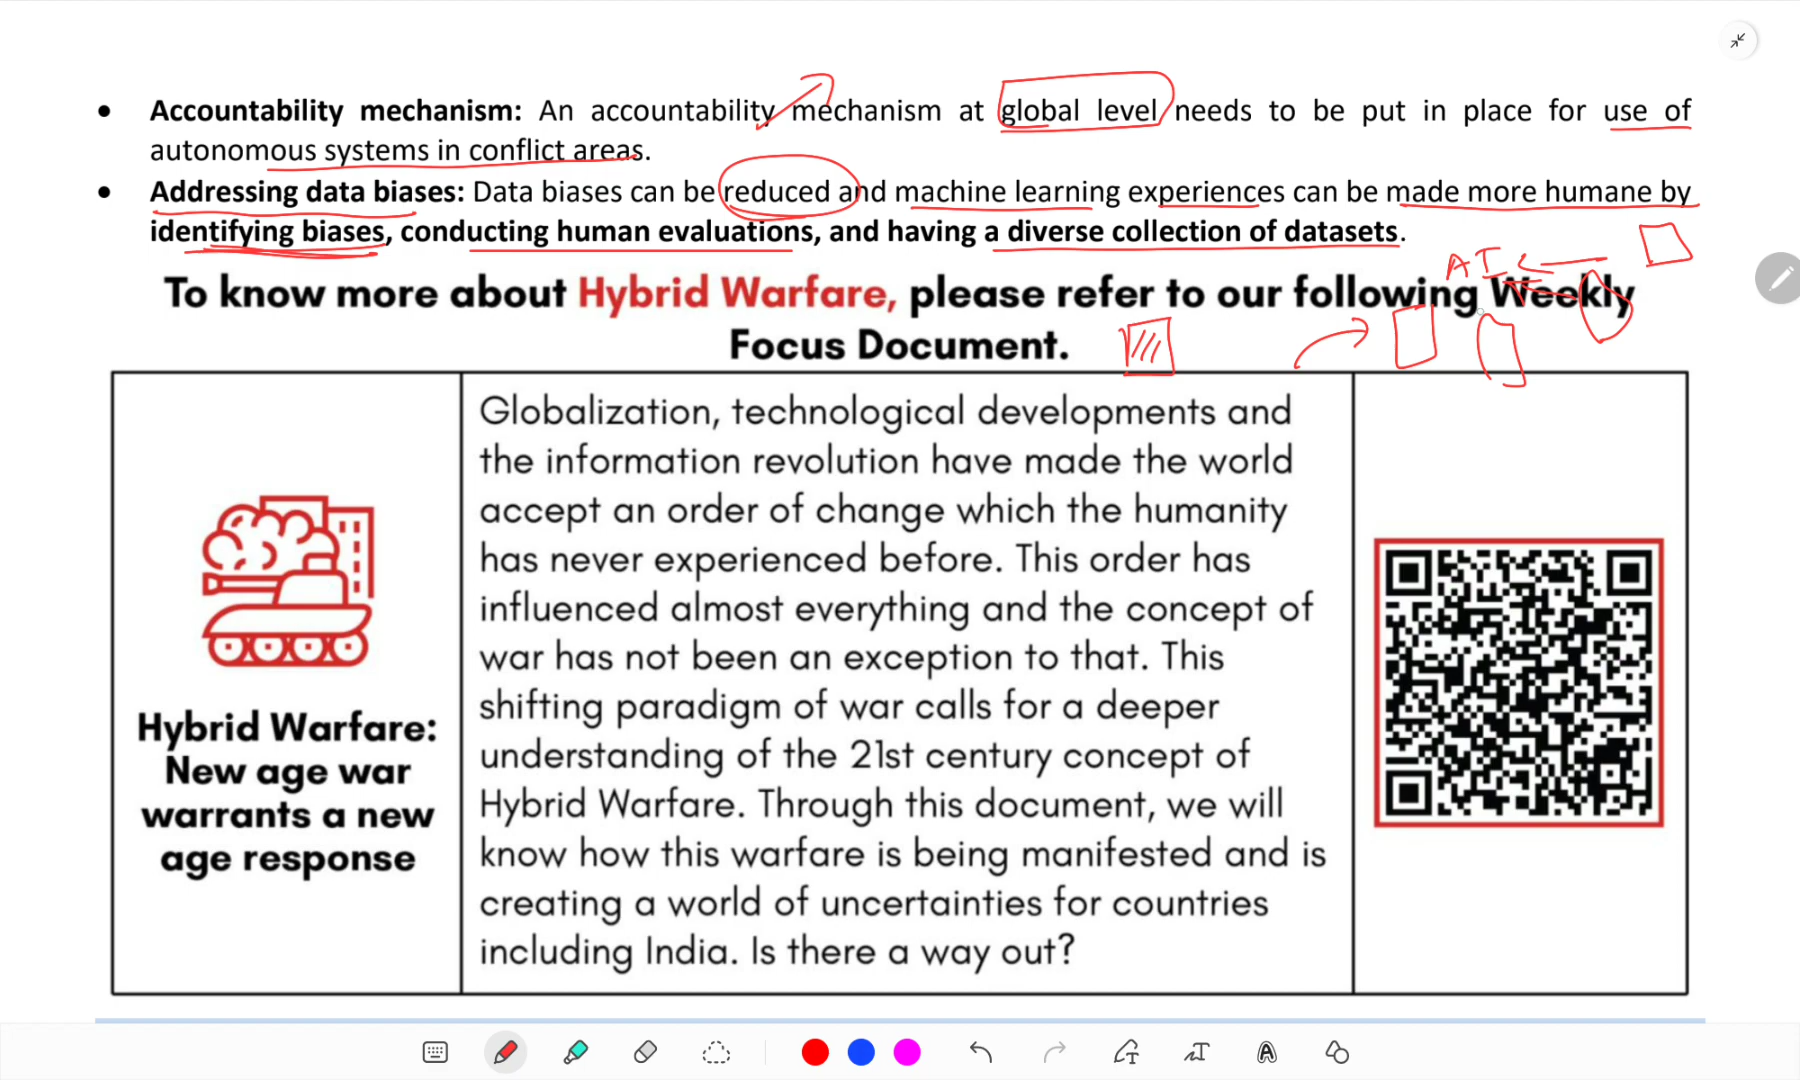 • Accountability mechanism: An accountability mechanism at global level needs to be put in place for use of
autonomous systems in conflict areas.
• Addressing data biases: Data biases can be reduced and machine learning experiences can be made more humane by
identifying biases, conducting human evaluations, and having a diverse collection of datasets.
AI
To know more about Hybrid Warfare, please refer to our following Weekly
Focus Document.
Hybrid Warfare:
New age war
warrants a new
age response
Globalization, technological developments and
the information revolution have made the world
accept an order of change which the humanity
has never experienced before. This order has
influenced almost everything and the concept of
war has not been an exception to that. This
shifting paradigm of war calls for a deeper
understanding of the 21st century concept of
Hybrid Warfare. Through this document, we will
know how this warfare is being manifested and is
creating a world of uncertainties for countries
including India. Is there a way out?